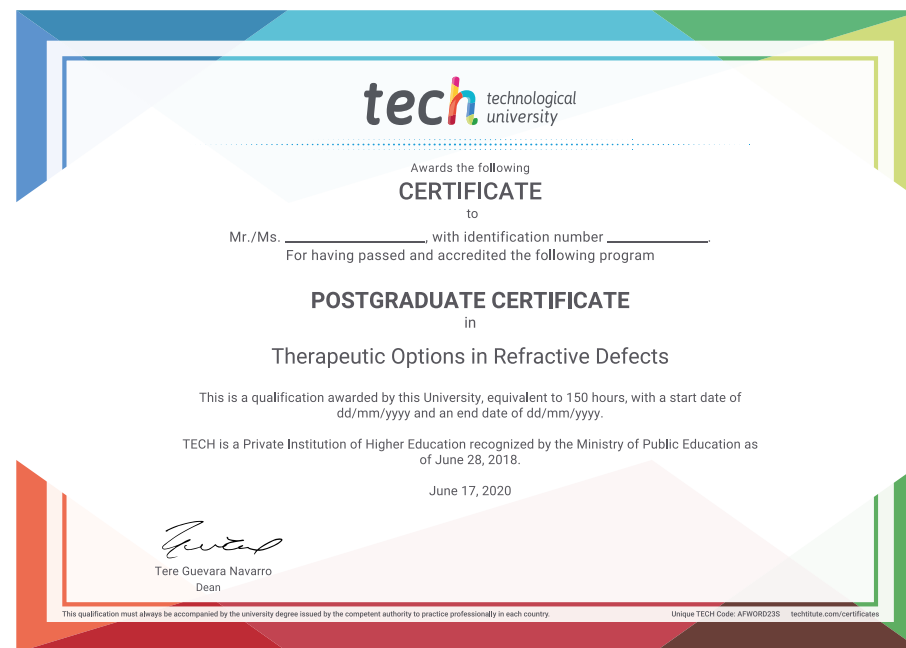 tech technological
university
Awards the following
CERTIFICATE
to
Mr./Ms. ____________________, with identification number ______________.
For having passed and accredited the following program
POSTGRADUATE CERTIFICATE
in
Therapeutic Options in Refractive Defects
This is a qualification awarded by this University, equivalent to 150 hours, with a start date of
dd/mm/yyyy and an end date of dd/mm/yyyy.
TECH is a Private Institution of Higher Education recognized by the Ministry of Public Education as
of June 28, 2018.
June 17, 2020
Tere Guevara Navarro
Dean
This qualification must always be accompanied by the university degree issued by the competent authority to practice professionally in each country.
Unique TECH Code: AFWORD23S techtitute.com/certificates